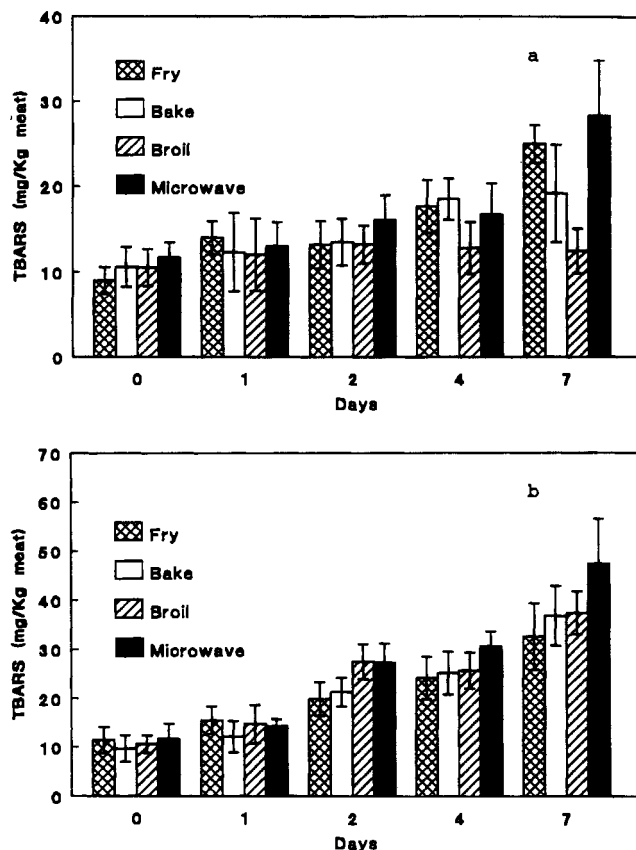 40
a
Fry
30
Bake
Broil
Microwave
20
10
0
TBARS (mg/Kg meat)
0 1 2 4 7
Days
70
60
b
Fry
50
Bake
40
Broil
Microwave
30
20
10
0
TBARS (mg/Kg meat)
0 1 2 4 7
Days